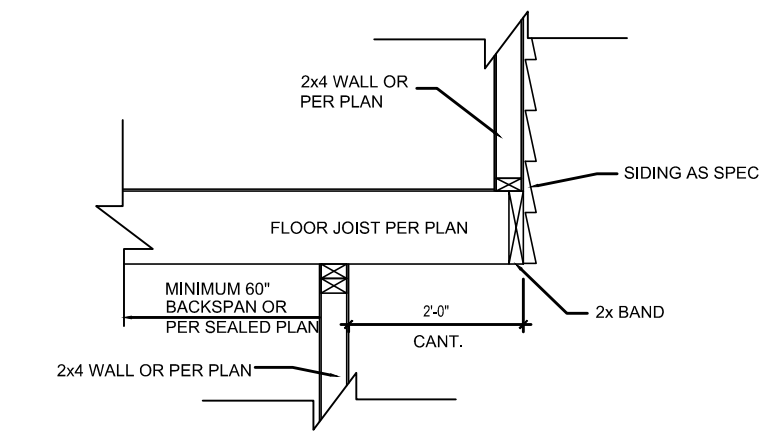 2x4 WALL OR
PER PLAN
SIDING AS SPEC
FLOOR JOIST PER PLAN
MINIMUM 60"
BACKSPAN OR
PER SEALED PLAN
2'-0"
CANT.
2x BAND
2x4 WALL OR PER PLAN